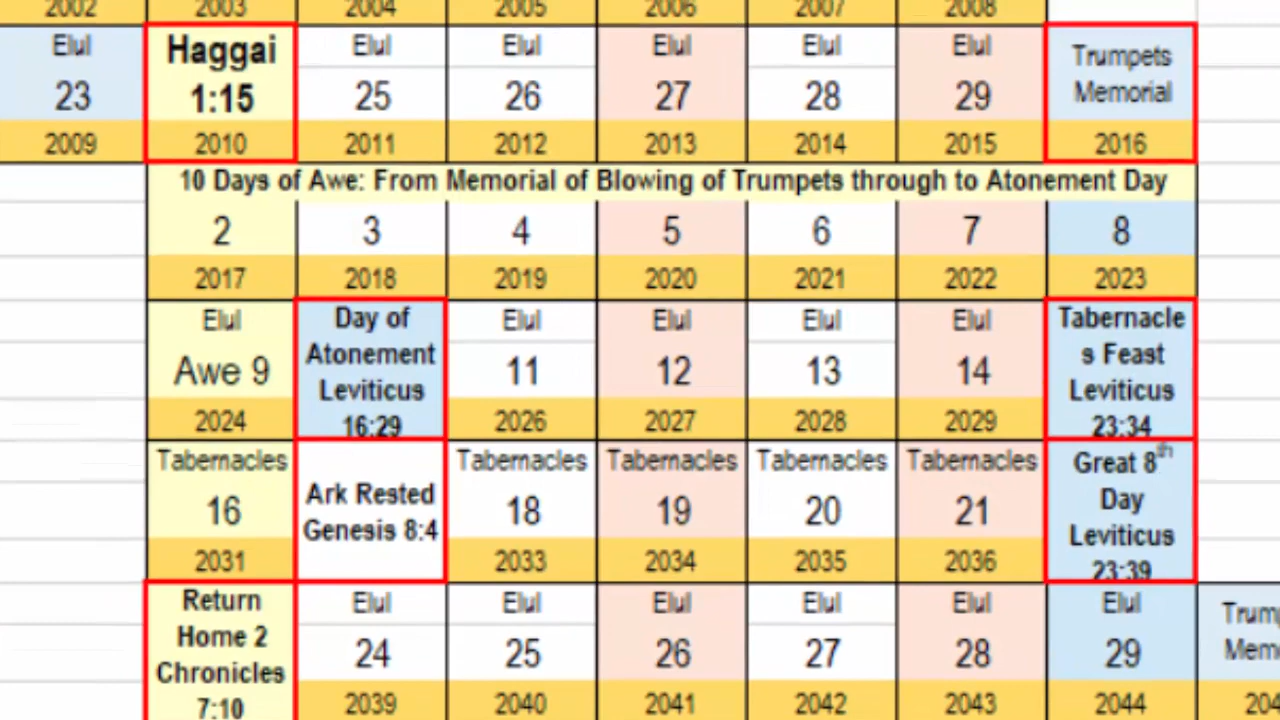 2002 2003 2004 2005 2006 2007 2008
Elul Haggai 1:15 Elul Elul Elul Elul Elul Trumpets Memorial
23 25 26 27 28 29
2009 2010 2011 2012 2013 2014 2015 2016
10 Days of Awe: From Memorial of Blowing of Trumpets through to Atonement Day
2 3 4 5 6 7 8
2017 2018 2019 2020 2021 2022 2023
Elul Day of Atonement Leviticus 16:29 Elul Elul Elul Elul Tabernacle s Feast Leviticus 23:34
Awe 9 11 12 13 14
2024 2026 2027 2028 2029
Tabernacles Ark Rested Genesis 8:4 Tabernacles Tabernacles Tabernacles Tabernacles Great 8th Day Leviticus 23:39
16 18 19 20 21
2031 2033 2034 2035 2036
Return Home 2 Chronicles 7:10 Elul Elul Elul Elul Elul Elul
24 25 26 27 28 29
2039 2040 2041 2042 2043 2044